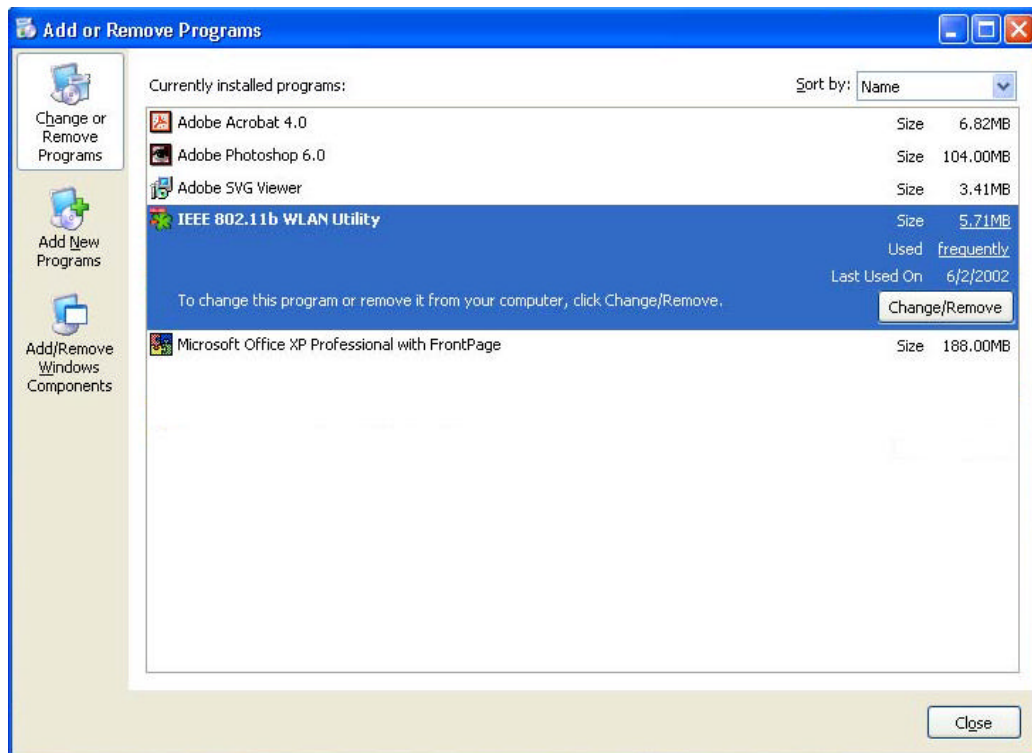 Add or Remove Programs
Change or
Remove
Programs
Add New
Programs
Add/Remove
Windows
Components
Currently installed programs:
Sort by: Name
Adobe Acrobat 4.0 Size 6.82MB
Adobe Photoshop 6.0 Size 104.00MB
Adobe SVG Viewer Size 3.41MB
IEEE 802.11b WLAN Utility Size 5.71MB
Used frequently
Last Used On 6/2/2002
To change this program or remove it from your computer, click Change/Remove. Change/Remove
Microsoft Office XP Professional with FrontPage Size 188.00MB
Close